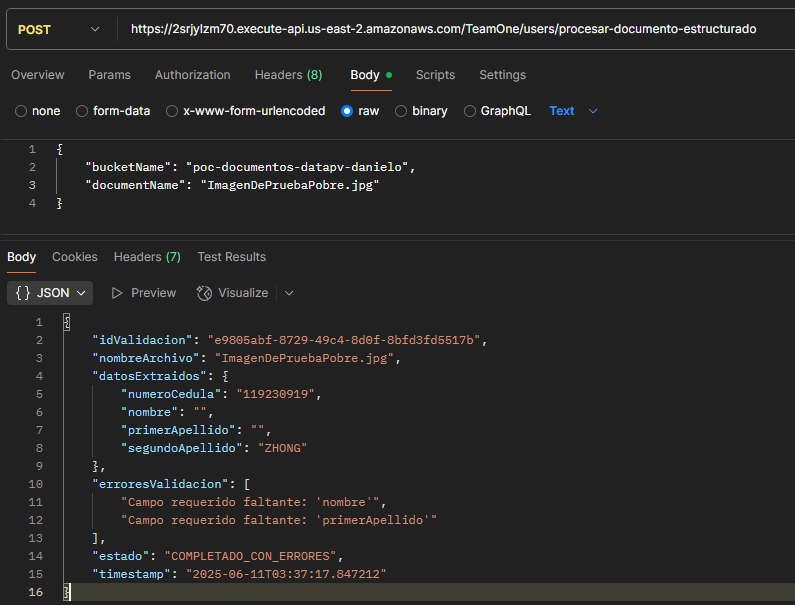 POST https://2srjylzm70.execute-api.us-east-2.amazonaws.com/TeamOne/users/procesar-documento-estructurado
Overview Params Authorization Headers (8) Body Scripts Settings
none form-data x-www-form-urlencoded raw binary GraphQL Text
1 {
2 "bucketName": "poc-documentos-datapv-danielo",
3 "documentName": "ImagenDePruebaPobre.jpg"
4 }
Body Cookies Headers (7) Test Results
{} JSON Preview Visualize
1 {
2 "idValidacion": "e9805abf-8729-49c4-8d0f-8bfd3fd5517b",
3 "nombreArchivo": "ImagenDePruebaPobre.jpg",
4 "datosExtraidos": {
5 "numeroCedula": "119230919",
6 "nombre": "",
7 "primerApellido": "",
8 "segundoApellido": "ZHONG"
9 },
10 "erroresValidacion": [
11 "Campo requerido faltante: 'nombre'",
12 "Campo requerido faltante: 'primerApellido'"
13 ],
14 "estado": "COMPLETADO_CON_ERRORES",
15 "timestamp": "2025-06-11T03:37:17.847212"
16 }